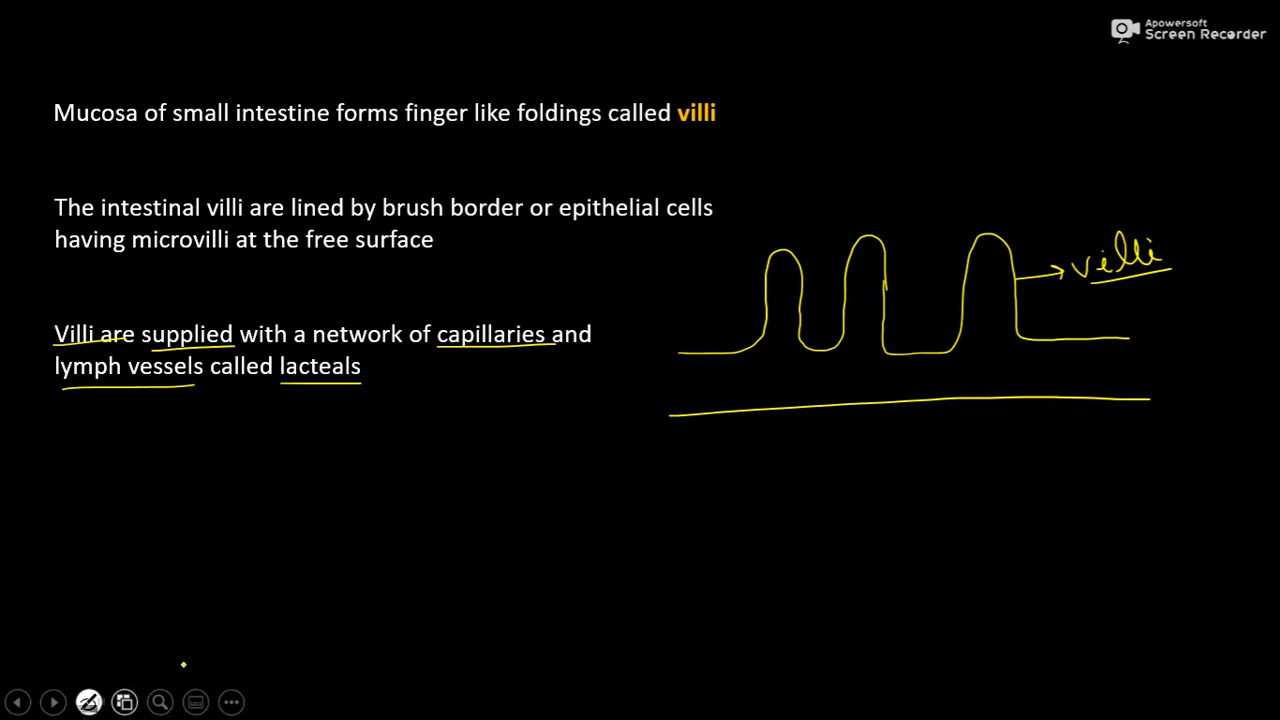 Apowersoft
Screen Recorder
Mucosa of small intestine forms finger like foldings called villi
The intestinal villi are lined by brush border or epithelial cells
having microvilli at the free surface
villi
Villi are supplied with a network of capillaries and
lymph vessels called lacteals